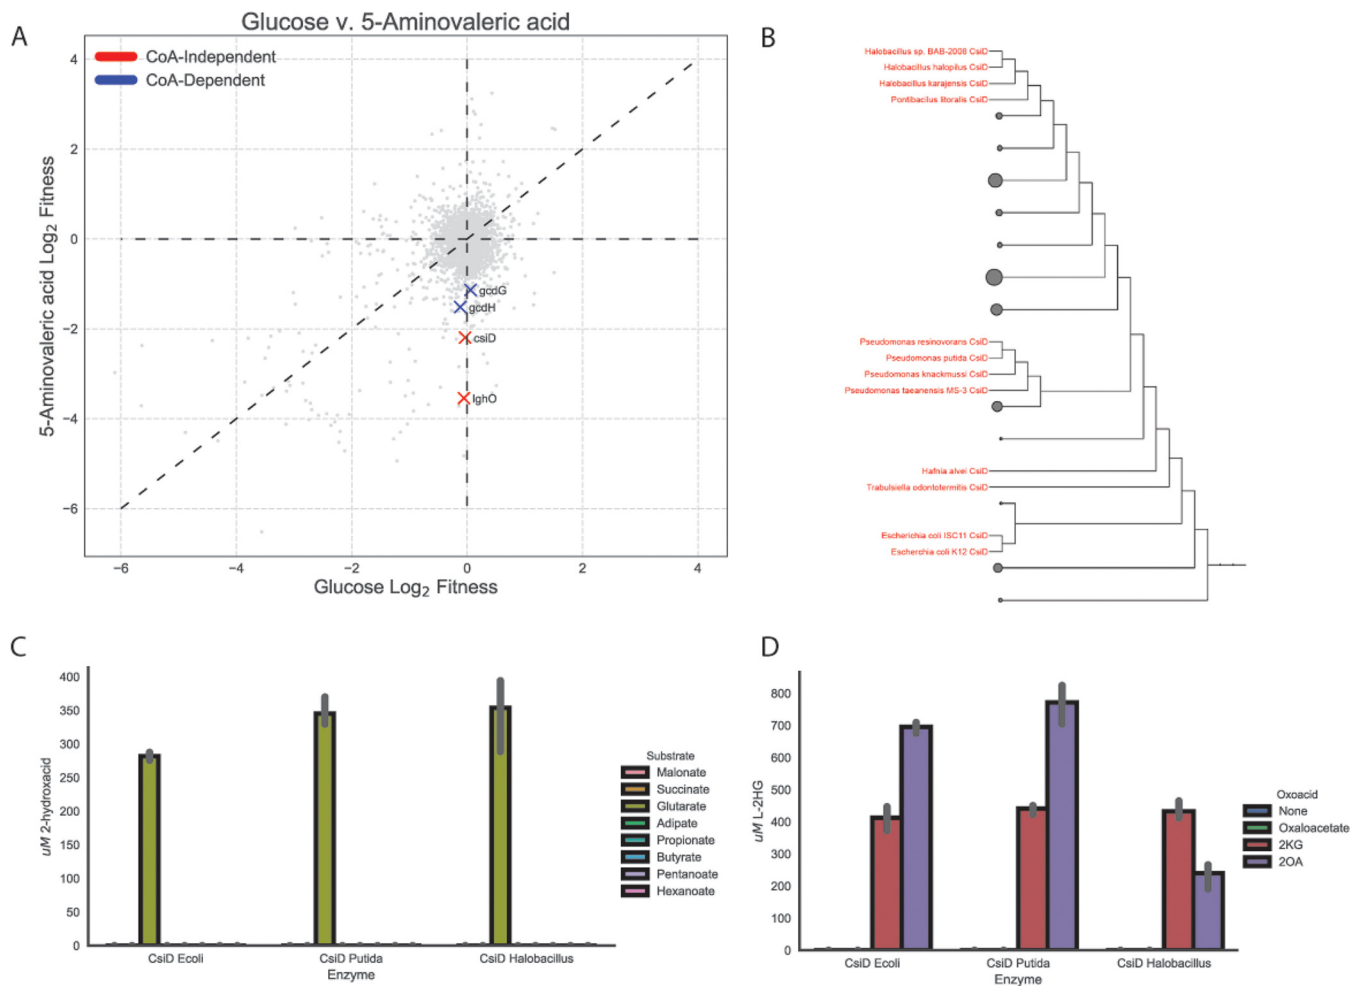 A
Glucose v. 5-Aminovaleric acid
CoA-Independent
CoA-Dependent
4
2
0
−2
−4
−6
5-Aminovaleric acid Log2 Fitness
gcdG
gcdH
csiD
lghO
−6
−4
−2
0
2
4
Glucose Log2 Fitness
B
Halobacillus sp. BAB-2008 CsiD
Halobacillus halopilus CsiD
Halobacillus karajensis CsiD
Pontibacilus litoralis CsiD
Pseudomonas resinovorans CsiD
Pseudomonas putida CsiD
Pseudomonas knackmussi CsiD
Pseudomonas taeanensis MS-3 CsiD
Hafnia alvei CsiD
Trabulsiella odontotermitis CsiD
Escherichia coli ISC11 CsiD
Escherchia coli K12 CsiD
C
400
350
300
250
200
150
100
50
0
uM 2-hydroxacid
CsiD Ecoli
CsiD Putida
CsiD Halobacillus
Enzyme
Substrate
Malonate
Succinate
Glutarate
Adipate
Propionate
Butyrate
Pentanoate
Hexanoate
D
800
700
600
500
400
300
200
100
0
uM L-2HG
CsiD Ecoli
CsiD Putida
CsiD Halobacillus
Enzyme
Oxoacid
None
Oxaloacetate
2KG
2OA